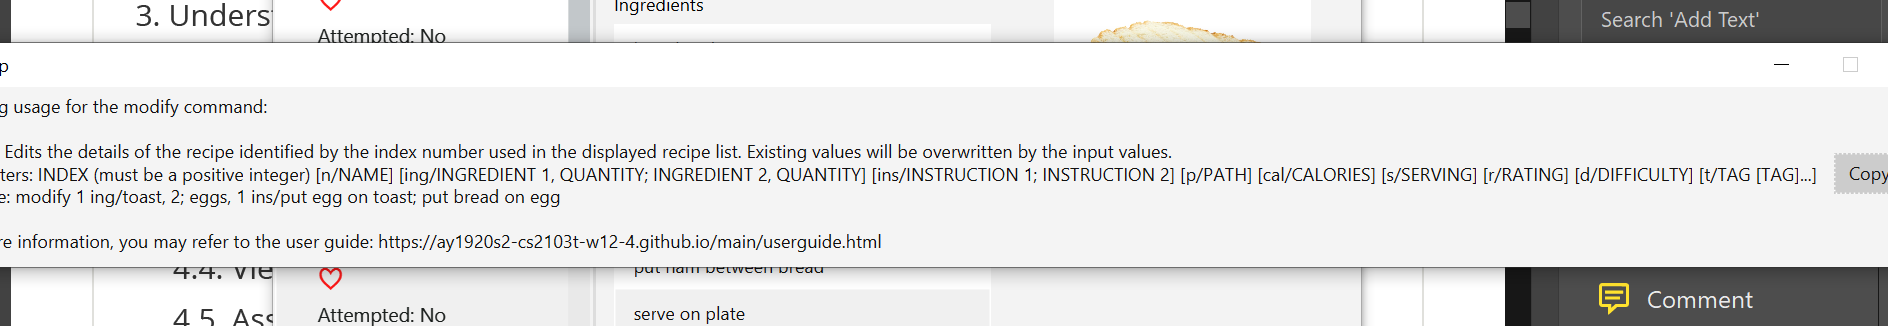 3. Unders
Ingredients
Search 'Add Text'
Attempted: No
p
g usage for the modify command:
Edits the details of the recipe identified by the index number used in the displayed recipe list. Existing values will be overwritten by the input values.
ters: INDEX (must be a positive integer) [n/NAME] [ing/INGREDIENT 1, QUANTITY; INGREDIENT 2, QUANTITY] [ins/INSTRUCTION 1; INSTRUCTION 2] [p/PATH] [cal/CALORIES] [s/SERVING] [r/RATING] [d/DIFFICULTY] [t/TAG [TAG]...]
Copy
e: modify 1 ing/toast, 2; eggs, 1 ins/put egg on toast; put bread on egg
re information, you may refer to the user guide: https://ay1920s2-cs2103t-w12-4.github.io/main/userguide.html
4.4. Vie
put ham between bread
Comment
4.5. Ass
Attempted: No
serve on plate